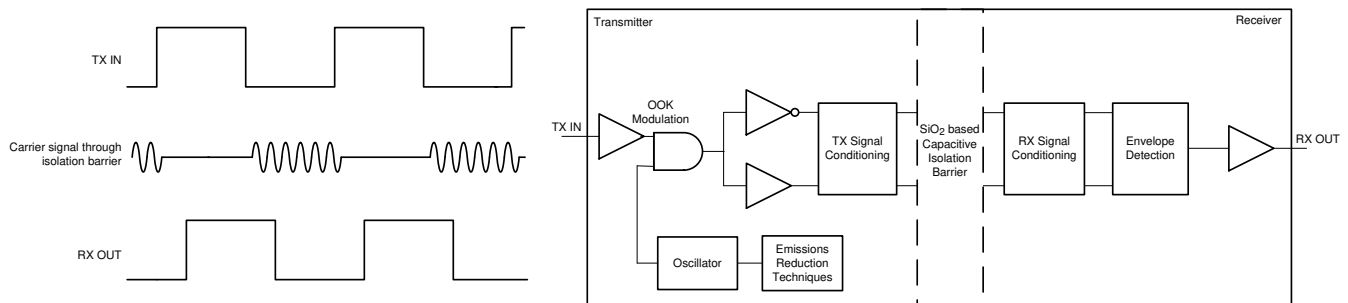 TX IN
Carrier signal through
isolation barrier
RX OUT
Transmitter
Receiver
TX IN
OOK
Modulation
TX Signal
Conditioning
SiO2 based
Capacitive
Isolation
Barrier
RX Signal
Conditioning
Envelope
Detection
RX OUT
Oscillator
Emissions
Reduction
Techniques